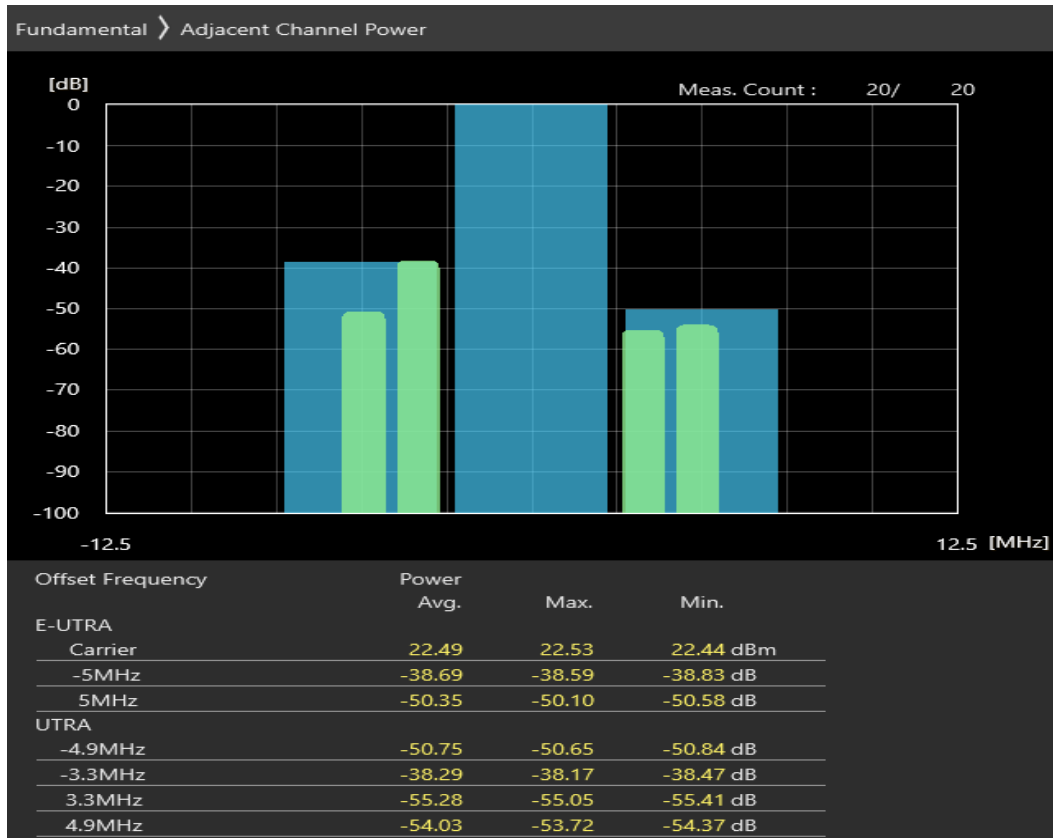 Fundamental ❯ Adjacent Channel Power
[dB]
Meas. Count : 20/ 20
0
-10
-20
-30
-40
-50
-60
-70
-80
-90
-100
-12.5 12.5 [MHz]
Offset Frequency Power
Avg. Max. Min.
E-UTRA
Carrier 22.49 22.53 22.44 dBm
-5MHz -38.69 -38.59 -38.83 dB
5MHz -50.35 -50.10 -50.58 dB
UTRA
-4.9MHz -50.75 -50.65 -50.84 dB
-3.3MHz -38.29 -38.17 -38.47 dB
3.3MHz -55.28 -55.05 -55.41 dB
4.9MHz -54.03 -53.72 -54.37 dB